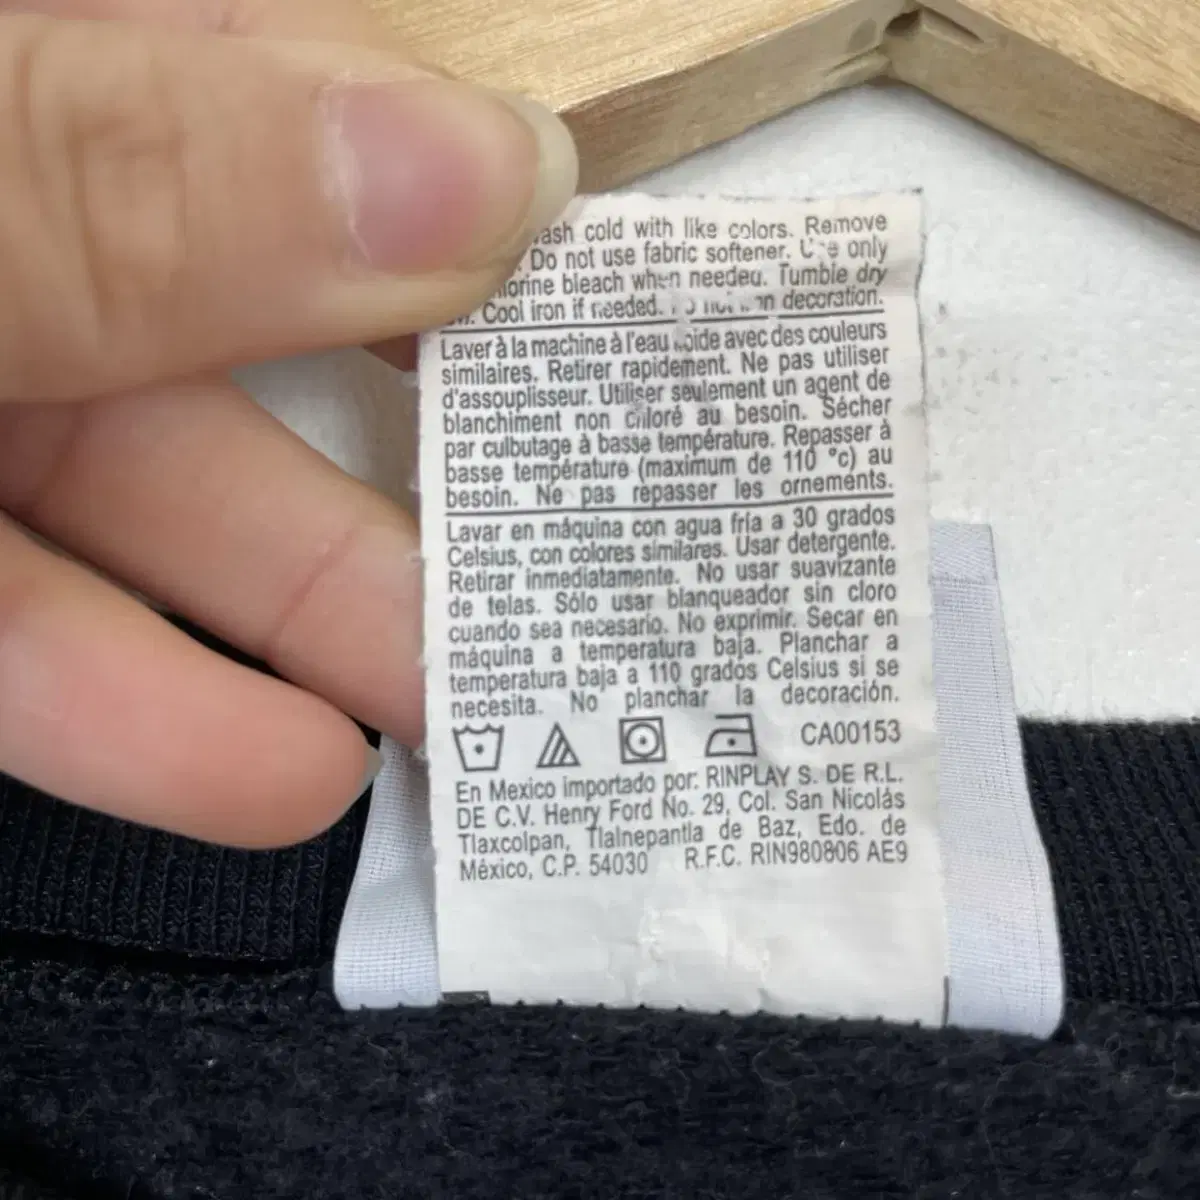 cold with like colors. Remove
Do not use fabric softener. only
bleach when needed. Tumble dry
Cool iron if needed. decoration.
Laver à la machine à l'eau avec des couleurs
similaires. Retirer rapidement. Ne pas utiliser
d'assouplisseur. Utiliser seulement un agent de
blanchiment non chloré au besoin. Sécher
par culbutage à basse température. Repasser à
basse température (maximum de 110 °c) au
besoin. Ne pas repasser les ornements.
Lavar en máquina con agua fría a 30 grados
Celsius, con colores similares. Usar detergente.
Retirar inmediatamente. No usar suavizante
de telas. Sólo usar blanqueador sin cloro
cuando sea necesario. No exprimir. Secar en
máquina a temperatura baja. Planchar a
temperatura baja a 110 grados Celsius si se
necesita. No planchar la decoración.
CA00153
En Mexico importado por: RINPLAY S. DE R.L.
DE C.V. Henry Ford No. 29, Col. San Nicolás
Tlaxcolpan, Tlalnepantla de Baz, Edo. de
México, C.P. 54030 R.F.C. RIN980806 AE9